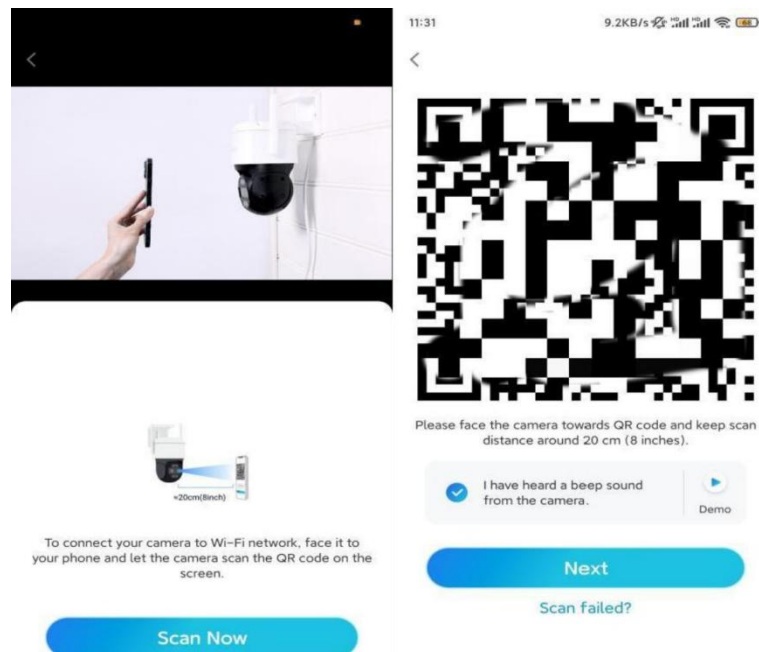 ≈20cm(8inch)
To connect your camera to Wi-Fi network, face it to
your phone and let the camera scan the QR code on the
screen.
Scan Now
11:31
9.2KB/s
64
Please face the camera towards QR code and keep scan
distance around 20 cm (8 inches).
I have heard a beep sound
from the camera.
Demo
Next
Scan failed?